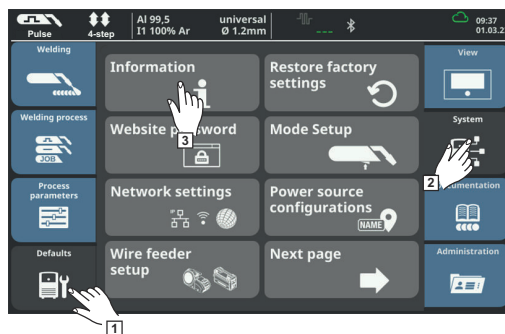 Pulse
4-step
Al 99,5 universal
I1 100% Ar Ø 1.2mm
---
09:37
01.03.2
Welding
Welding process
JOB
Process
parameters
Defaults
1
Information
3
Restore factory
settings
Website password
Mode Setup
Network settings
Power source
configurations
NAME
Wire feeder
setup
Next page
View
System
2
Documentation
Administration